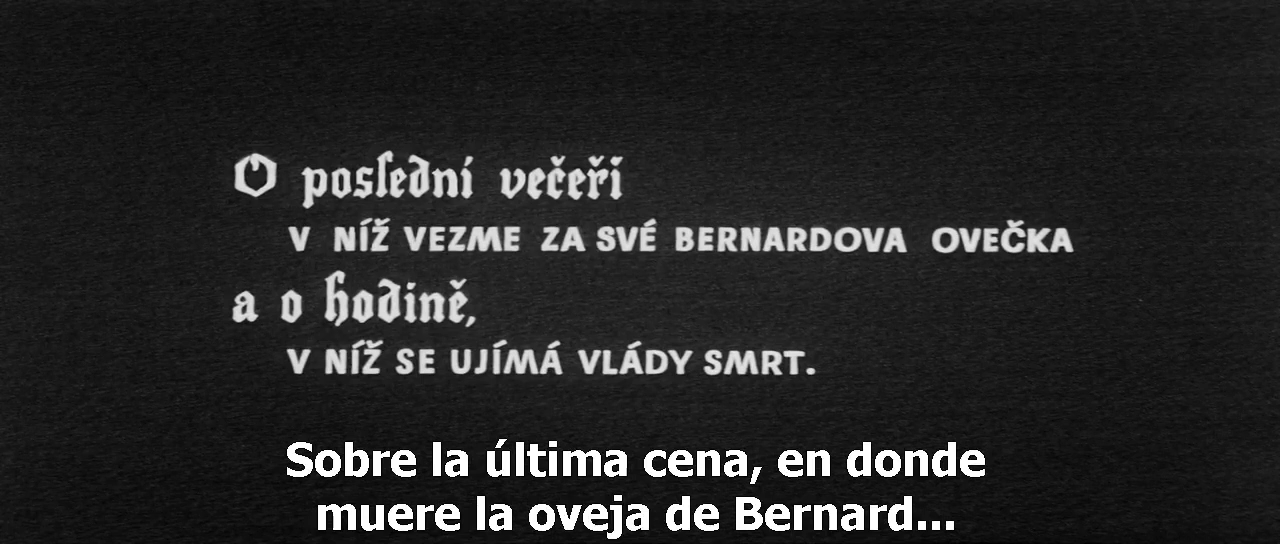 O poslední večeři
V NÍŽ VEZME ZA SVÉ BERNARDOVA OVEČKA
a o hodině,
V NÍŽ SE UJÍMÁ VLÁDY SMRT.
Sobre la última cena, en donde
muere la oveja de Bernard...